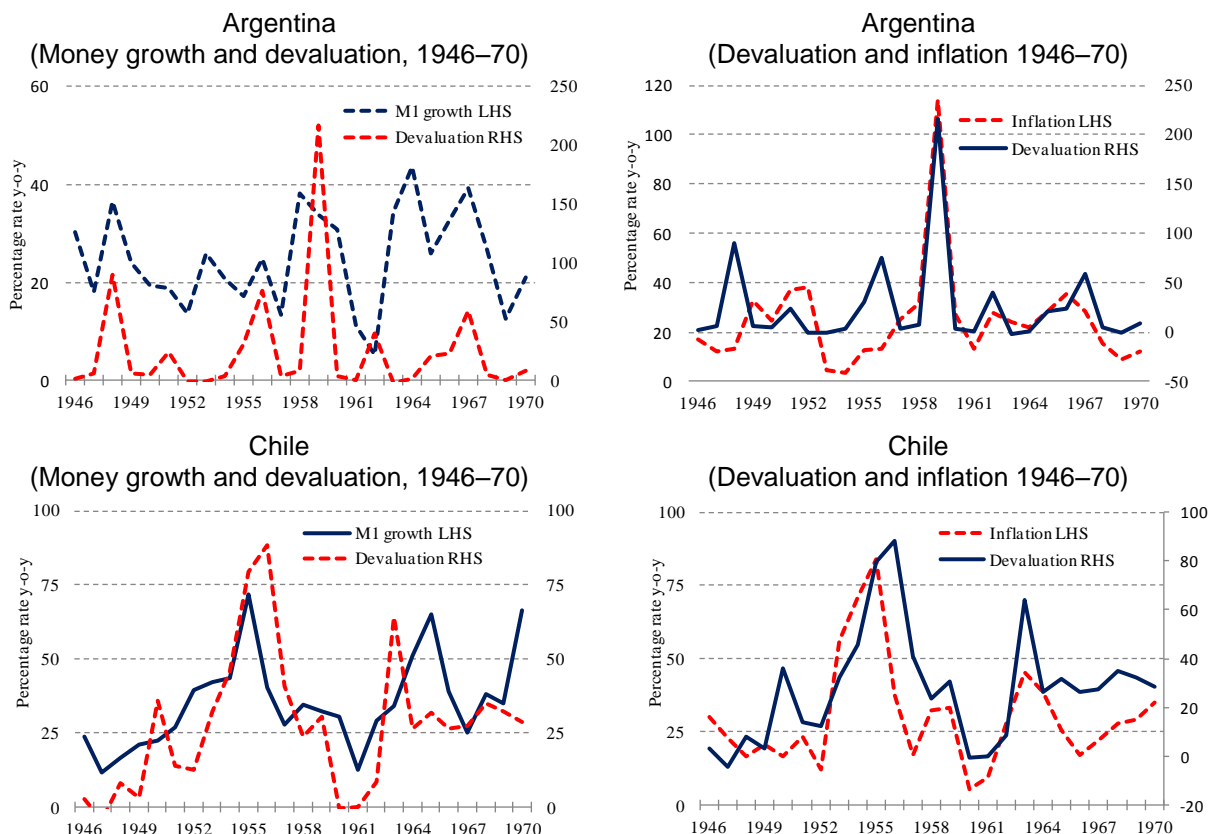 Argentina
(Money growth and devaluation, 1946–70)
60
40
20
0
Percentage rate y-o-y
250
200
150
100
50
0
M1 growth LHS
Devaluation RHS
1946 1949 1952 1955 1958 1961 1964 1967 1970
Argentina
(Devaluation and inflation 1946–70)
120
100
80
60
40
20
0
Percentage rate y-o-y
250
200
150
100
50
0
-50
Inflation LHS
Devaluation RHS
1946 1949 1952 1955 1958 1961 1964 1967 1970
Chile
(Money growth and devaluation, 1946–70)
100
75
50
25
0
Percentage rate y-o-y
100
75
50
25
0
M1 growth LHS
Devaluation RHS
1946 1949 1952 1955 1958 1961 1964 1967 1970
Chile
(Devaluation and inflation 1946–70)
100
75
50
25
0
Percentage rate y-o-y
100
80
60
40
20
0
-20
Inflation LHS
Devaluation RHS
1946 1949 1952 1955 1958 1961 1964 1967 1970